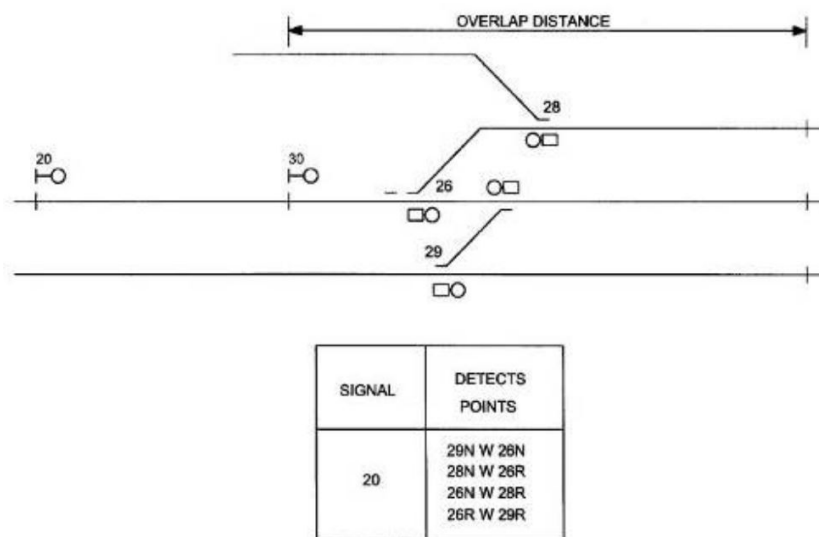 OVERLAP DISTANCE
28
20
30
26
29
SIGNAL
DETECTS
POINTS
20
29N W 26N
28N W 26R
26N W 28R
26R W 29R